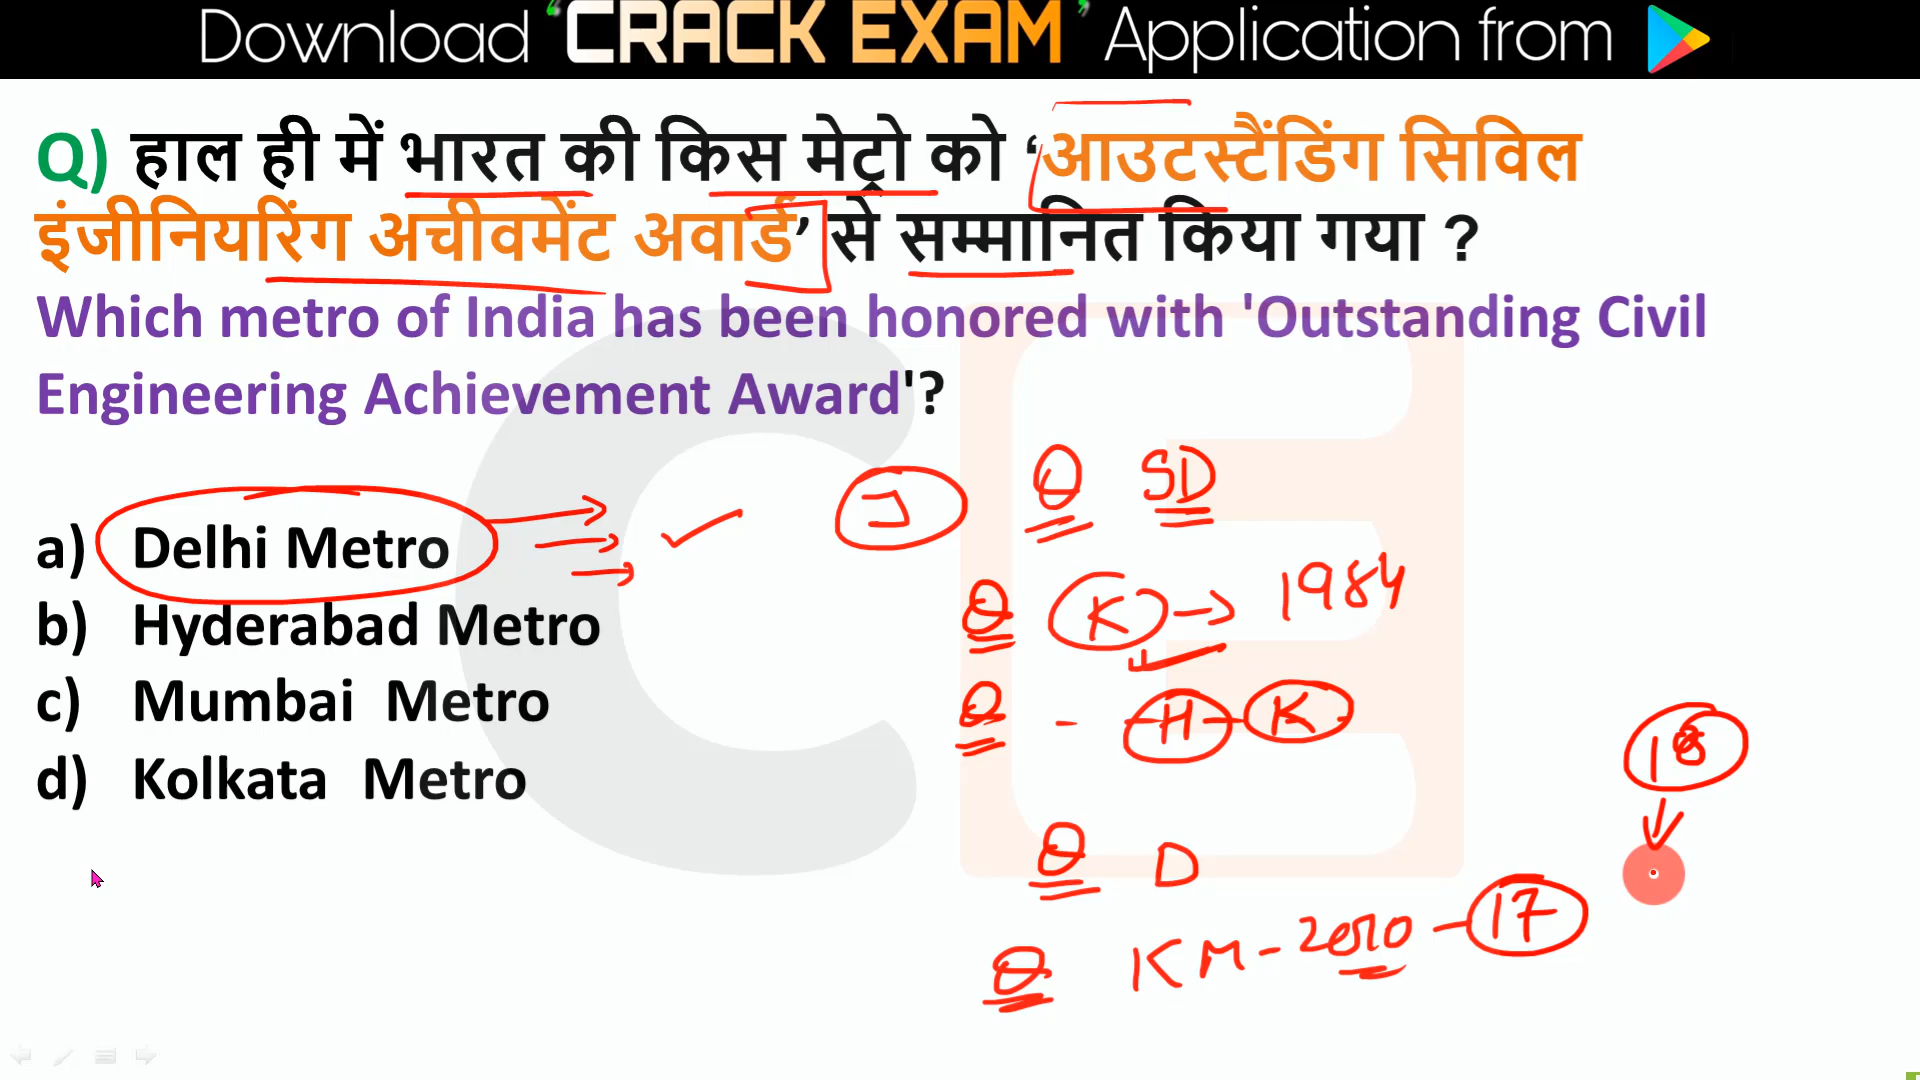 Download ‘CRACK EXAM’ Application from
Q) हाल ही में भारत की किस मेट्रो को ‘आउटस्टैंडिंग सिविल
इंजीनियरिंग अचीवमेंट अवार्ड’ से सम्मानित किया गया ?
Which metro of India has been honored with 'Outstanding Civil
Engineering Achievement Award'?
a) Delhi Metro
b) Hyderabad Metro
c) Mumbai Metro
d) Kolkata Metro
Q SD
Q K → 1984
Q - H - K
18
Q D
Q KM - zero - 17